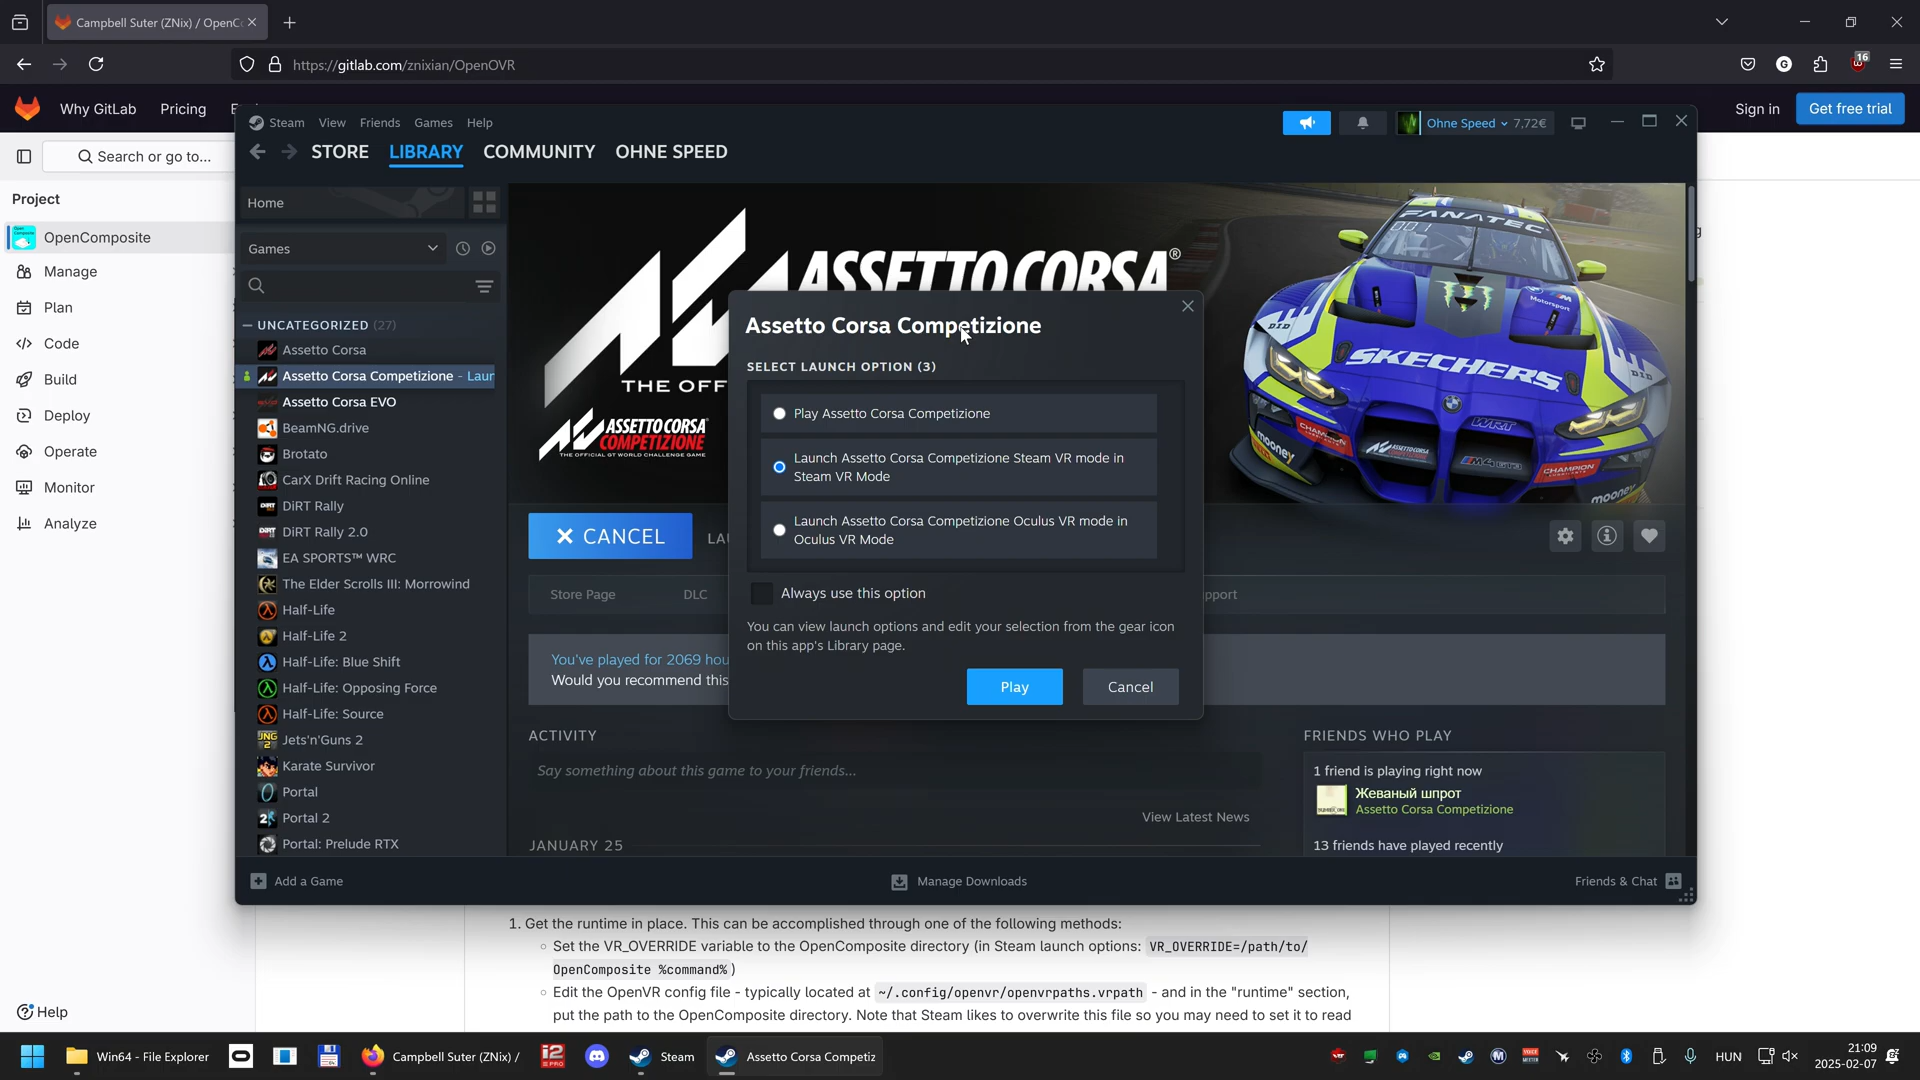 Campbell Suter (ZNix) / OpenC
https://gitlab.com/znixian/OpenOVR
16
Why GitLab
Pricing
Sign in
Get free trial
Search or go to...
Project
OpenComposite
Manage
Plan
Code
Build
Deploy
Operate
Monitor
Analyze
Help
Steam
View
Friends
Games
Help
Ohne Speed
7,72€
STORE
LIBRARY
COMMUNITY
OHNE SPEED
Home
Games
UNCATEGORIZED (27)
Assetto Corsa
Assetto Corsa Competizione - Laun
Assetto Corsa EVO
BeamNG.drive
Brotato
CarX Drift Racing Online
DiRT Rally
DiRT Rally 2.0
EA SPORTS™ WRC
The Elder Scrolls III: Morrowind
Half-Life
Half-Life 2
Half-Life: Blue Shift
Half-Life: Opposing Force
Half-Life: Source
Jets'n'Guns 2
Karate Survivor
Portal
Portal 2
Portal: Prelude RTX
ASSETTO CORSA®
THE OFF
ASSETTO CORSA
COMPETIZIONE
THE OFFICIAL GT WORLD CHALLENGE GAME
FANATEC
SKECHERS
DID
WRT
CHAMPION
mooney
Motorsport
Assetto Corsa Competizione
SELECT LAUNCH OPTION (3)
Play Assetto Corsa Competizione
Launch Assetto Corsa Competizione Steam VR mode in
Steam VR Mode
Launch Assetto Corsa Competizione Oculus VR mode in
Oculus VR Mode
Always use this option
You can view launch options and edit your selection from the gear icon
on this app's Library page.
Play
Cancel
CANCEL
LAU
Store Page
DLC
pport
You've played for 2069 hou
Would you recommend this
ACTIVITY
Say something about this game to your friends...
View Latest News
JANUARY 25
FRIENDS WHO PLAY
1 friend is playing right now
Жеваный шпрот
Assetto Corsa Competizione
13 friends have played recently
Add a Game
Manage Downloads
Friends & Chat
1. Get the runtime in place. This can be accomplished through one of the following methods:
Set the VR_OVERRIDE variable to the OpenComposite directory (in Steam launch options: VR_OVERRIDE=/path/to/
OpenComposite %command%)
Edit the OpenVR config file - typically located at ~/.config/openvr/openvrpaths.vrpath - and in the "runtime" section,
put the path to the OpenComposite directory. Note that Steam likes to overwrite this file so you may need to set it to read
Win64 - File Explorer
Campbell Suter (ZNix) /
Steam
Assetto Corsa Competiz
HUN
21:09
2025-02-07